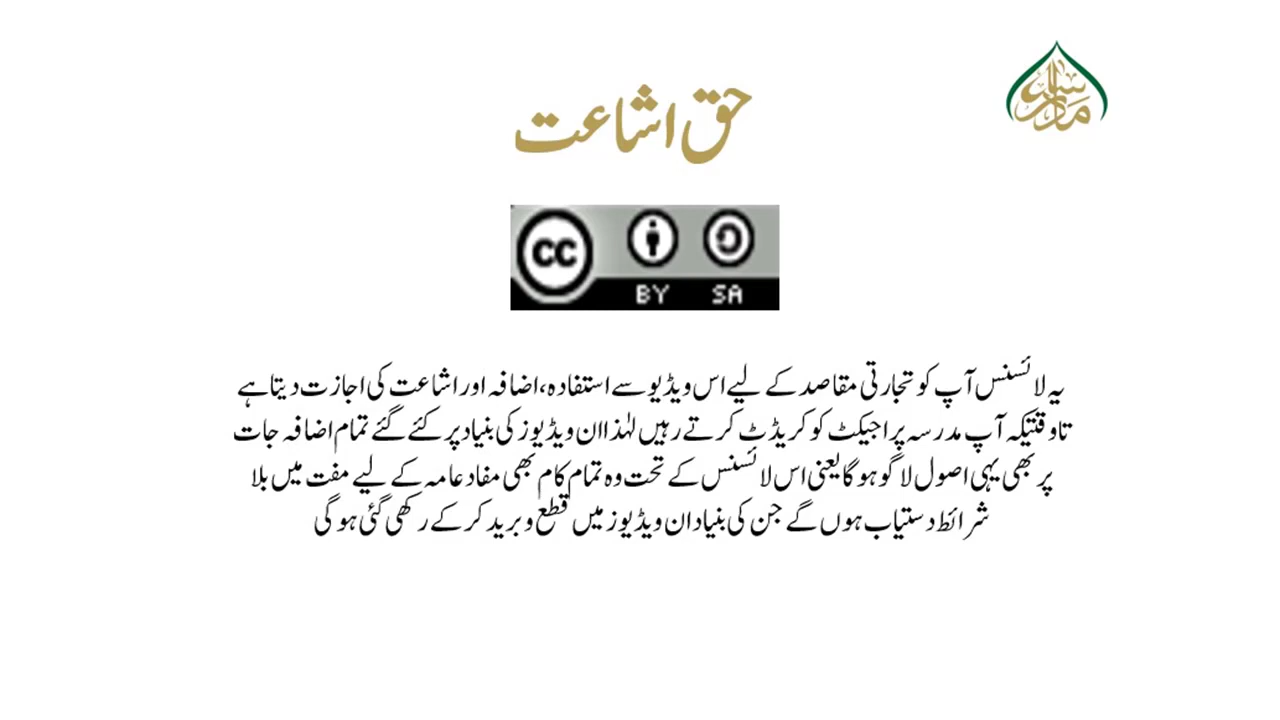 مدرسہ
حق اشاعت
cc
BY SA
یہ لائسنس آپ کو تجارتی مقاصد کے لیے اس ویڈیو سے استفادہ، اضافہ اور اشاعت کی اجازت دیتا ہے
تاوقتیکہ آپ مدرسہ پراجیکٹ کو کریڈٹ کرتے رہیں لہٰذا ان ویڈیوز کی بنیاد پر کئے گئے تمام اضافہ جات
پر بھی یہی اصول لاگو ہوگا یعنی اس لائسنس کے تحت وہ تمام کام بھی مفاد عامہ کے لیے مفت میں بلا
شرائط دستیاب ہوں گے جن کی بنیاد ان ویڈیوز میں قطع و برید کرکے رکھی گئی ہوگی